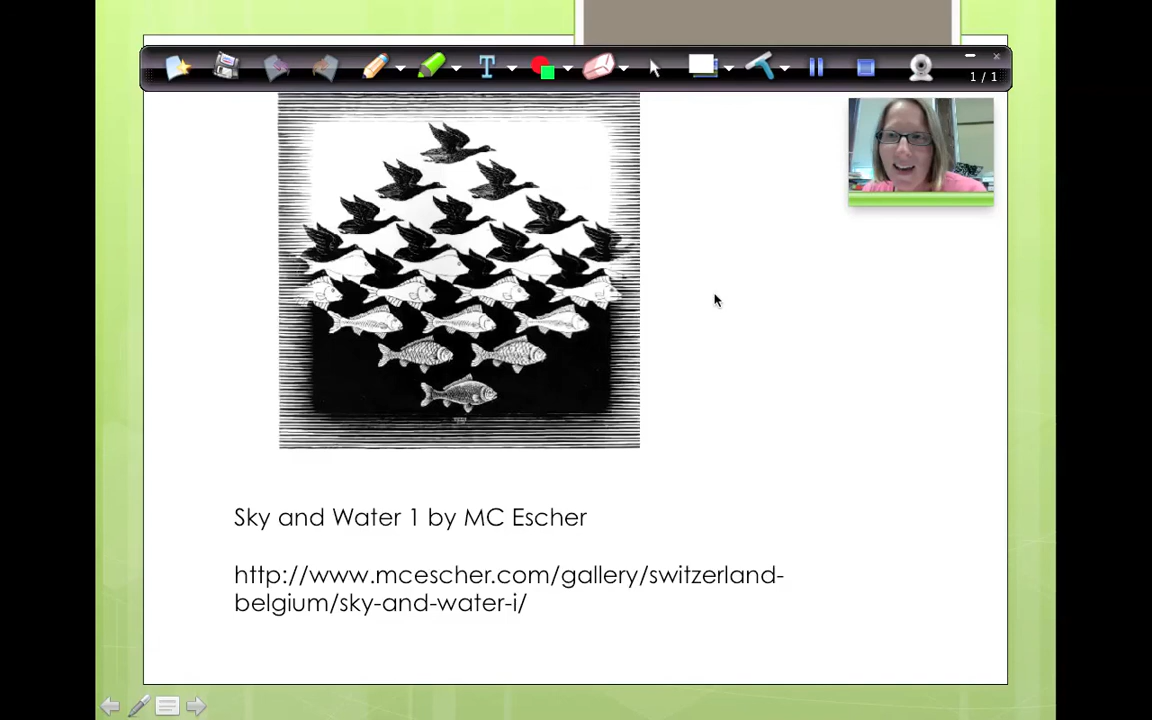 1 / 1
Sky and Water 1 by MC Escher
http://www.mcescher.com/gallery/switzerland-
belgium/sky-and-water-i/